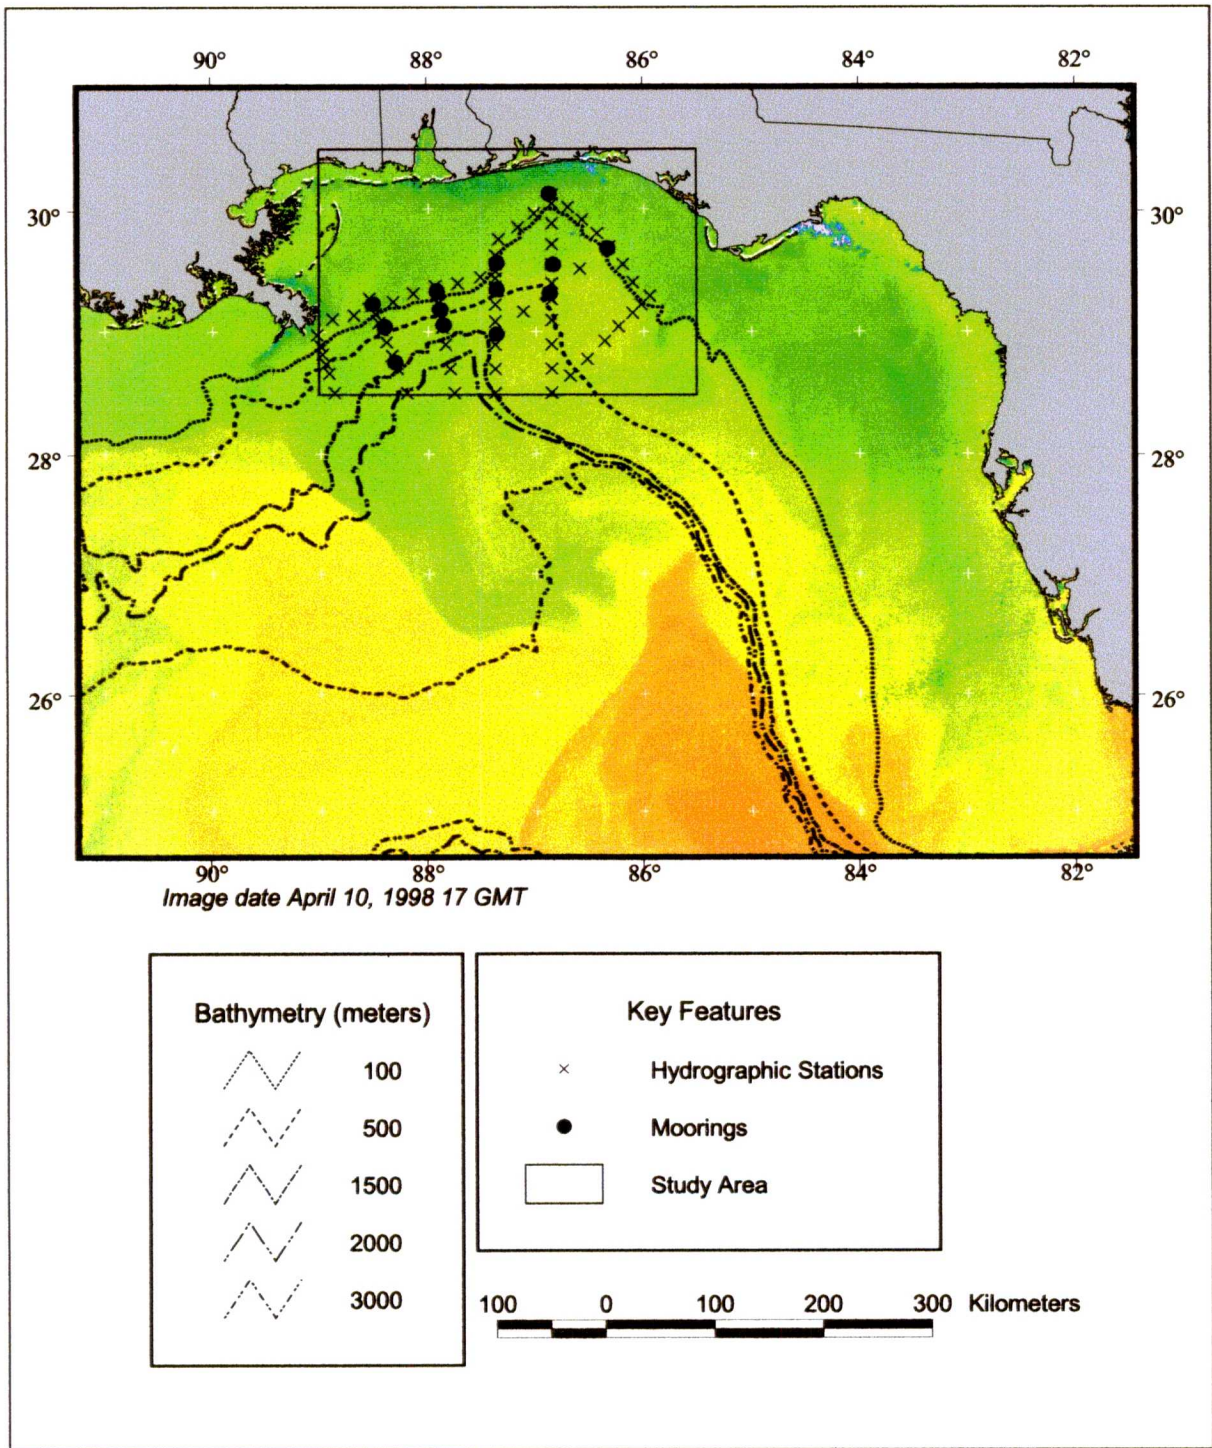 90° 88° 86° 84° 82°
30° 30°
28° 28°
26° 26°
90° 88° 86° 84° 82°
Image date April 10, 1998 17 GMT
Bathymetry (meters)
100
500
1500
2000
3000
Key Features
Hydrographic Stations
Moorings
Study Area
100 0 100 200 300 Kilometers